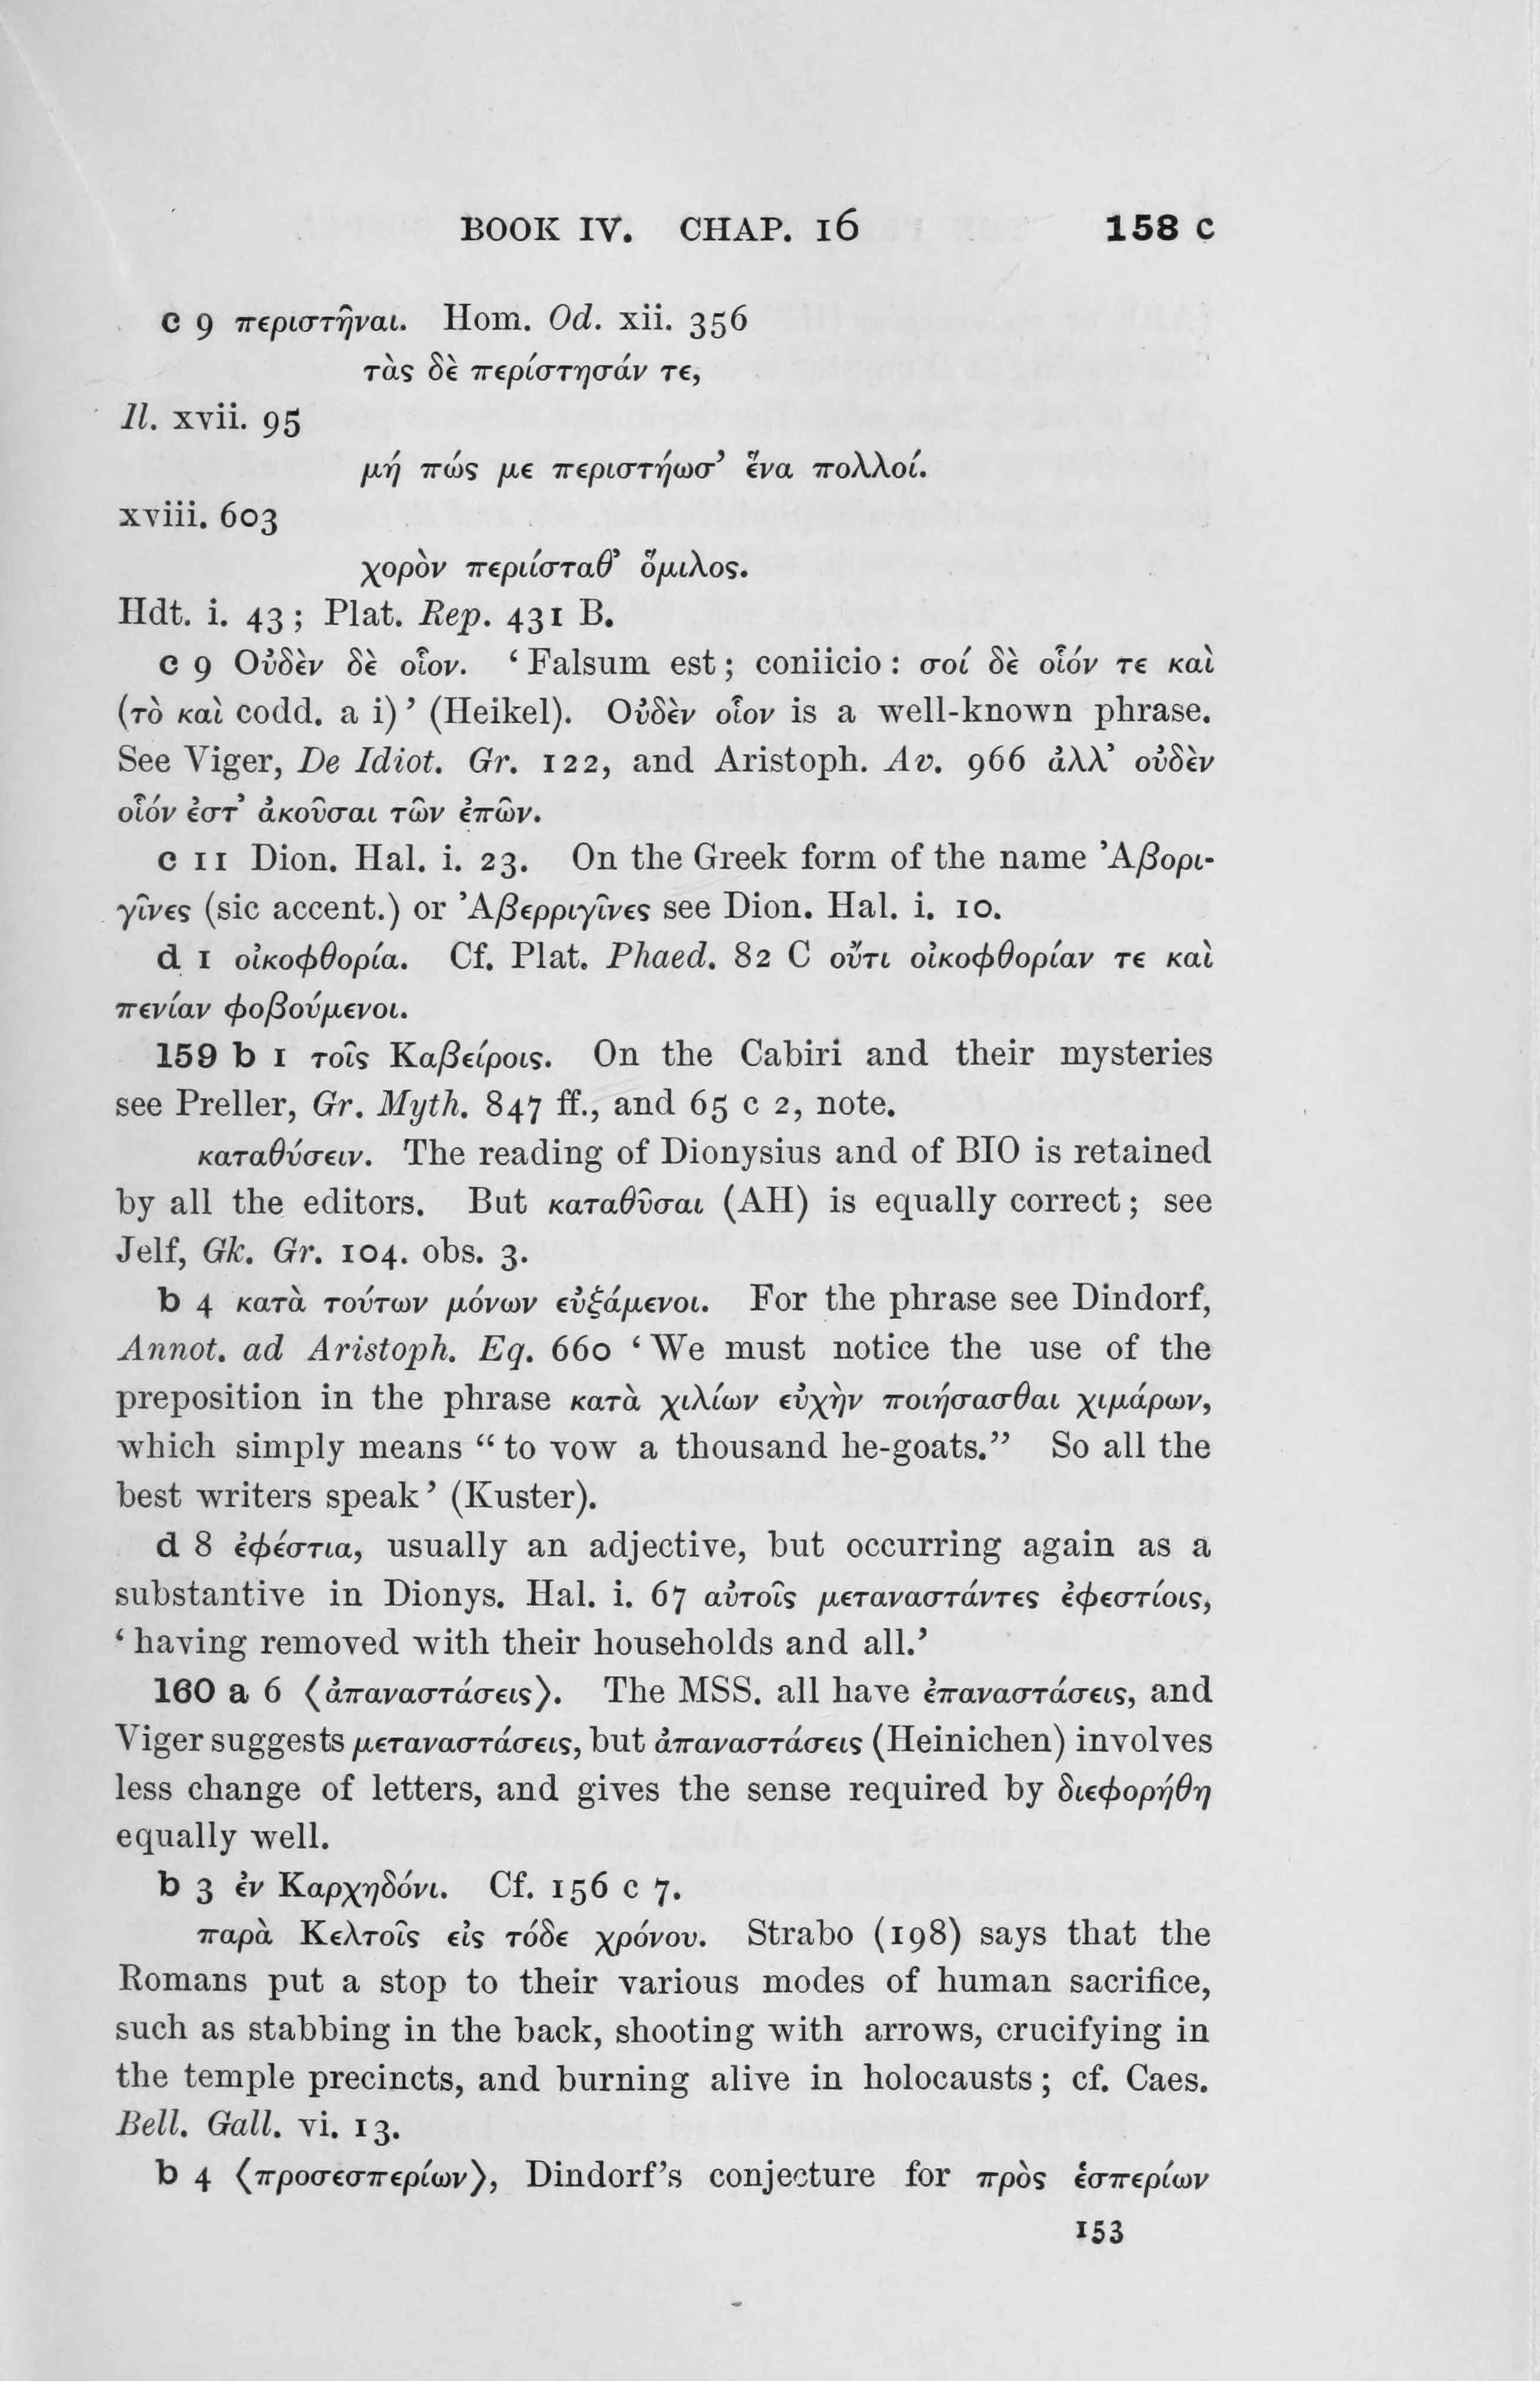 BOOK IV. CHAP. 16 158 c
c 9 περιστῆναι. Hom. Od. xii. 356
τὰς δὲ περίστησάν τε,
Il. xvii. 95
μή πώς με περιστήωσ’ ἕνα πολλοί.
xviii. 603
χορὸν περιίσταθ’ ὅμιλος.
Hdt. i. 43; Plat. Rep. 431 B.
c 9 Οὐδὲν δὲ οἷον. ‘Falsum est; coniicio: σοί δὲ οἷόν τε καὶ
(τὸ καὶ codd. a i)’ (Heikel). Οὐδὲν οἷον is a well-known phrase.
See Viger, De Idiot. Gr. 122, and Aristoph. Av. 966 ἀλλ’ οὐδὲν
οἷόν ἐστ’ ἀκοῦσαι τῶν ἐπῶν.
c 11 Dion. Hal. i. 23. On the Greek form of the name Ἀβορι-
γῖνες (sic accent.) or Ἀβερριγῖνες see Dion. Hal. i. 10.
d 1 οἰκοφθορία. Cf. Plat. Phaed. 82 C οὔτι οἰκοφθορίαν τε καὶ
πενίαν φοβούμενοι.
159 b 1 τοῖς Καβείροις. On the Cabiri and their mysteries
see Preller, Gr. Myth. 847 ff., and 65 c 2, note.
καταθύσειν. The reading of Dionysius and of BIO is retained
by all the editors. But καταθῦσαι (AH) is equally correct; see
Jelf, Gk. Gr. 104. obs. 3.
b 4 κατὰ τούτων μόνων εὐξάμενοι. For the phrase see Dindorf,
Annot. ad Aristoph. Eq. 660 ‘We must notice the use of the
preposition in the phrase κατὰ χιλίων εὐχὴν ποιήσασθαι χιμάρων,
which simply means “to vow a thousand he-goats.” So all the
best writers speak’ (Kuster).
d 8 ἐφέστια, usually an adjective, but occurring again as a
substantive in Dionys. Hal. i. 67 αὐτοῖς μεταναστάντες ἐφεστίοις,
‘having removed with their households and all.’
160 a 6 ⟨ἀπαναστάσεις⟩. The MSS. all have ἐπαναστάσεις, and
Viger suggests μεταναστάσεις, but ἀπαναστάσεις (Heinichen) involves
less change of letters, and gives the sense required by διεφορήθη
equally well.
b 3 ἐν Καρχηδόνι. Cf. 156 c 7.
παρὰ Κελτοῖς εἰς τόδε χρόνου. Strabo (198) says that the
Romans put a stop to their various modes of human sacrifice,
such as stabbing in the back, shooting with arrows, crucifying in
the temple precincts, and burning alive in holocausts; cf. Caes.
Bell. Gall. vi. 13.
b 4 ⟨προσεσπερίων⟩, Dindorf’s conjecture for πρὸς ἑσπερίων
153